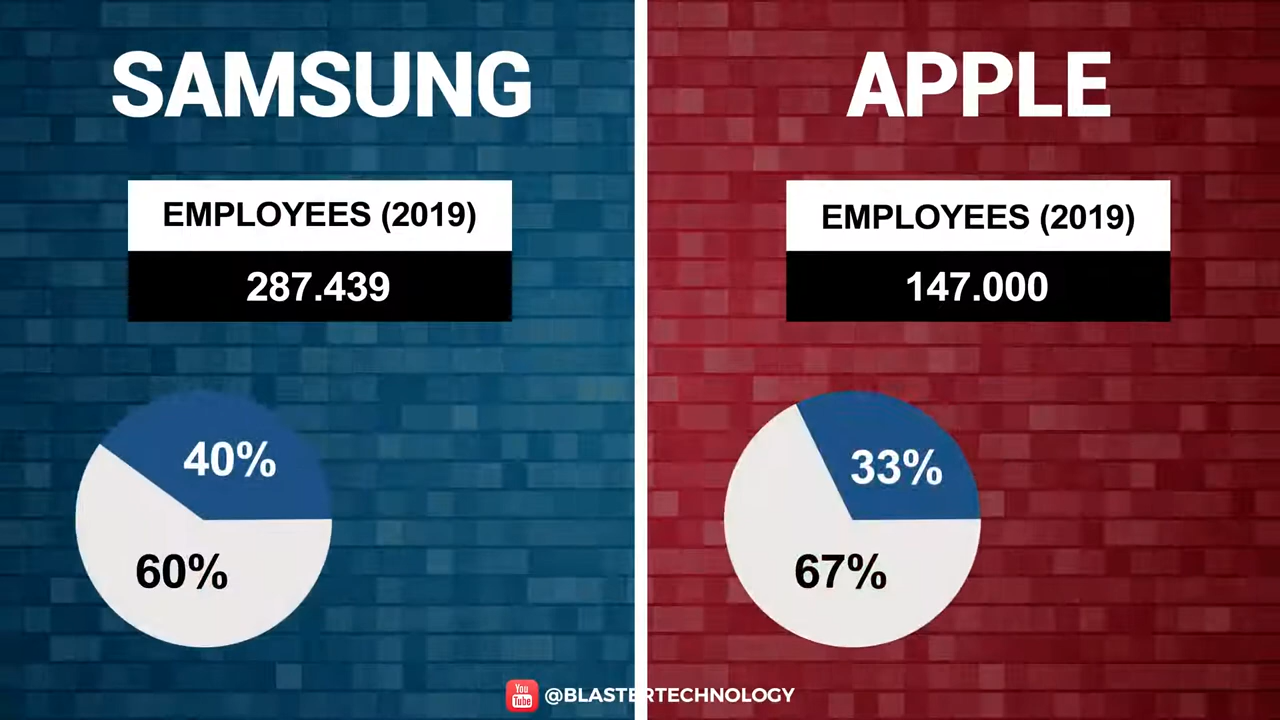 SAMSUNG
EMPLOYEES (2019)
287.439
40%
60%
APPLE
EMPLOYEES (2019)
147.000
33%
67%
You
Tube
@BLASTERTECHNOLOGY